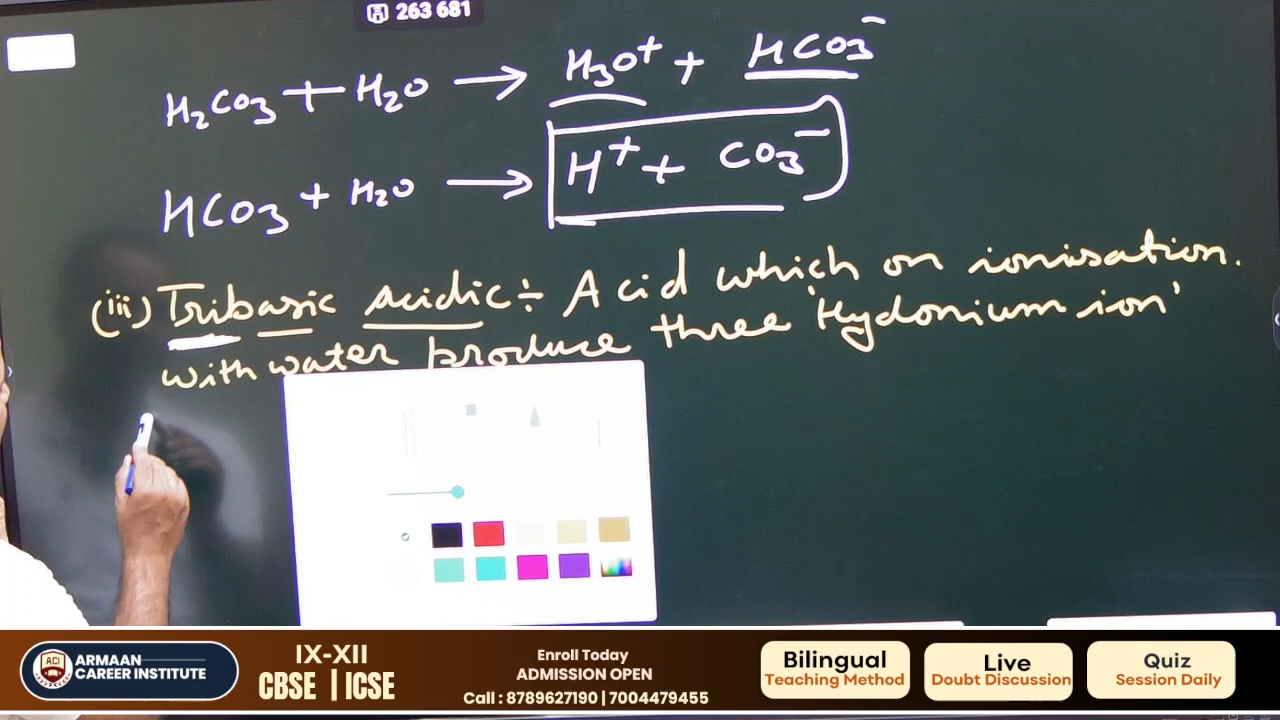 263 681
H₂CO₃ + H₂O → H₃O⁺ + HCO₃⁻
HCO₃ + H₂O → H⁺ + CO₃⁻
(iii) Tribasic acidic ÷ Acid which on ionisation.
with water produce three 'Hydonium ion'
ACI
ARMAAN
CAREER INSTITUTE
IX-XII
CBSE | ICSE
Enroll Today
ADMISSION OPEN
Call : 8789627190 | 7004479455
Bilingual
Teaching Method
Live
Doubt Discussion
Quiz
Session Daily